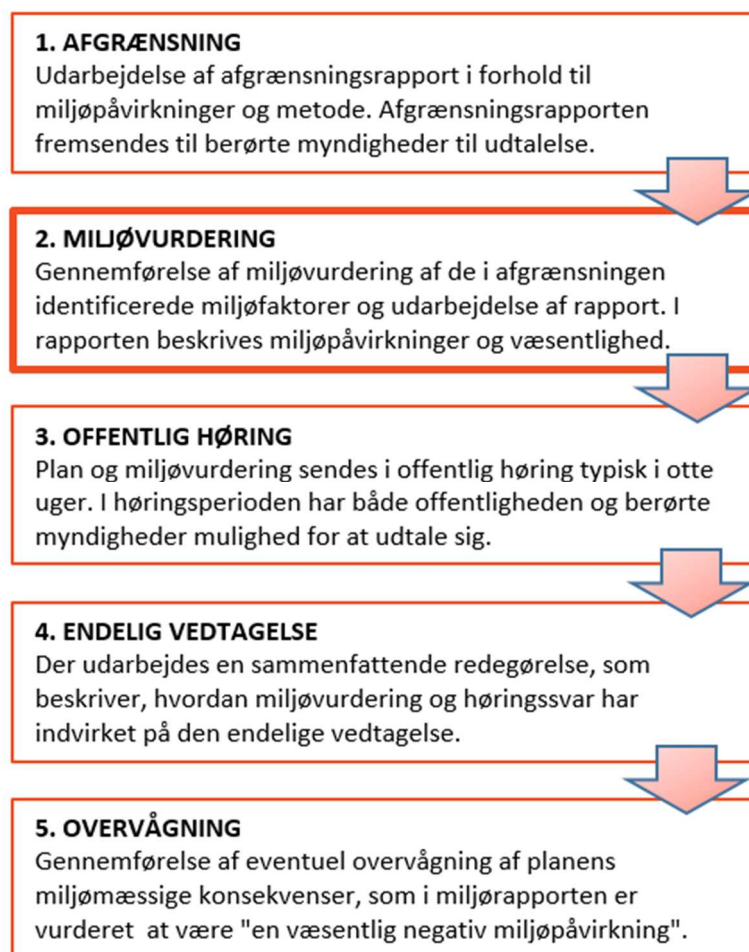 1. AFGRÆNSNING
Udarbejdelse af afgrænsningsrapport i forhold til
miljøpåvirkninger og metode. Afgrænsningsrapporten
fremsendes til berørte myndigheder til udtalelse.
2. MILJØVURDERING
Gennemførelse af miljøvurdering af de i afgrænsningen
identificerede miljøfaktorer og udarbejdelse af rapport. I
rapporten beskrives miljøpåvirkninger og væsentlighed.
3. OFFENTLIG HØRING
Plan og miljøvurdering sendes i offentlig høring typisk i otte
uger. I høringsperioden har både offentligheden og berørte
myndigheder mulighed for at udtale sig.
4. ENDELIG VEDTAGELSE
Der udarbejdes en sammenfattende redegørelse, som
beskriver, hvordan miljøvurdering og høringssvar har
indvirket på den endelige vedtagelse.
5. OVERVÅGNING
Gennemførelse af eventuel overvågning af planens
miljømæssige konsekvenser, som i miljørapporten er
vurderet at være "en væsentlig negativ miljøpåvirkning".